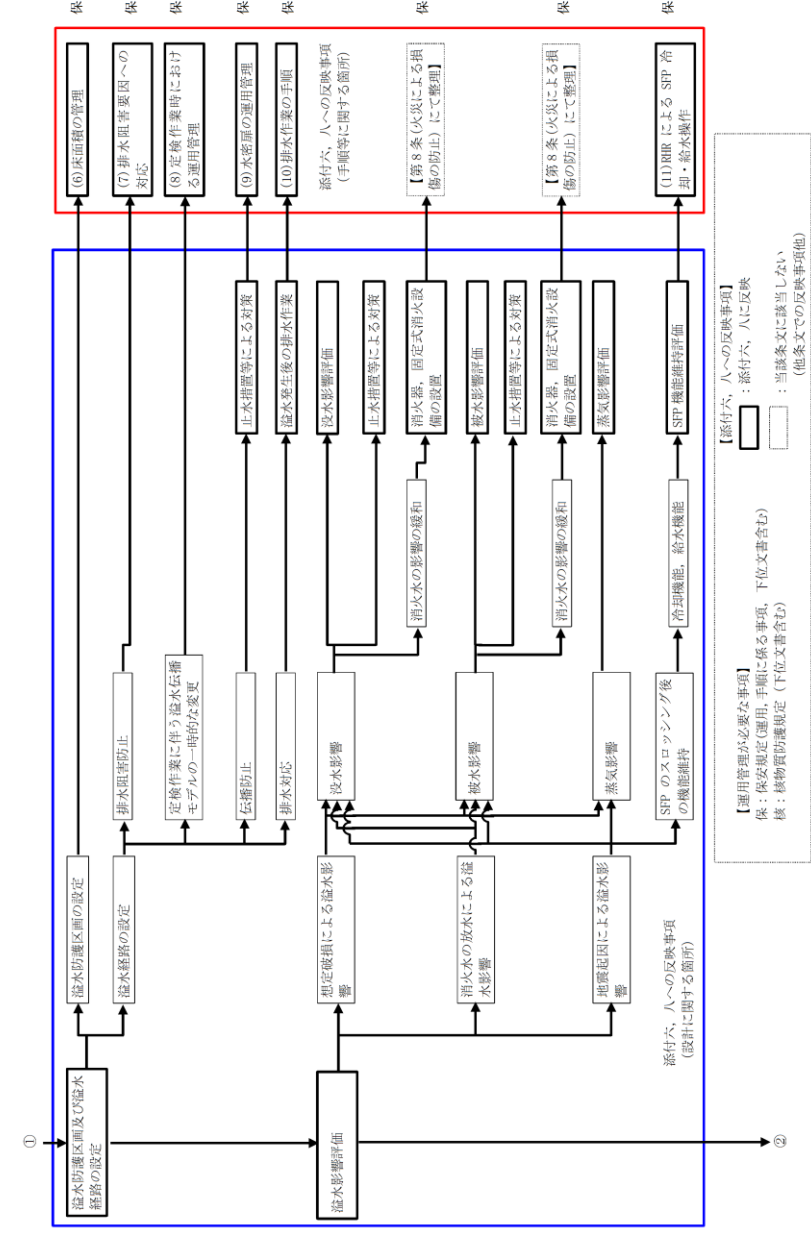 ①
溢水防護区画及び溢水
経路の設定
溢水防護区画の設定
(6)床面積の管理
保
溢水経路の設定
排水阻害防止
(7)排水阻害要因への
対応
保
定検作業に伴う溢水伝播
モデルの一時的な変更
(8)定検作業時におけ
る運用管理
保
伝播防止
止水措置等による対策
(9)水密扉の運用管理
保
排水対応
溢水発生後の排水作業
(10)排水作業の手順
保
添付六，八への反映事項
(手順等に関する箇所)
溢水影響評価
想定破損による溢水影
響
没水影響
没水影響評価
止水措置等による対策
消火水の影響の緩和
消火器，固定式消火設
備の設置
【第8条(火災による損
傷の防止)にて整理】
保
消火水の放水による溢
水影響
被水影響
被水影響評価
止水措置等による対策
消火水の影響の緩和
消火器，固定式消火設
備の設置
【第8条(火災による損
傷の防止)にて整理】
保
地震起因による溢水影
響
蒸気影響
蒸気影響評価
SFP のスロッシング後
の機能維持
冷却機能，給水機能
SFP 機能維持評価
(11)RHR による SFP 冷
却・給水操作
保
添付六，八への反映事項
(設計に関する箇所)
②
【運用管理が必要な事項】
保：保安規定(運用,手順に係る事項，下位文書含む)
核：核物質防護規定（下位文書含む）
【添付六，八への反映事項】
：添付六，八に反映
：当該条文に該当しない
(他条文での反映事項他)